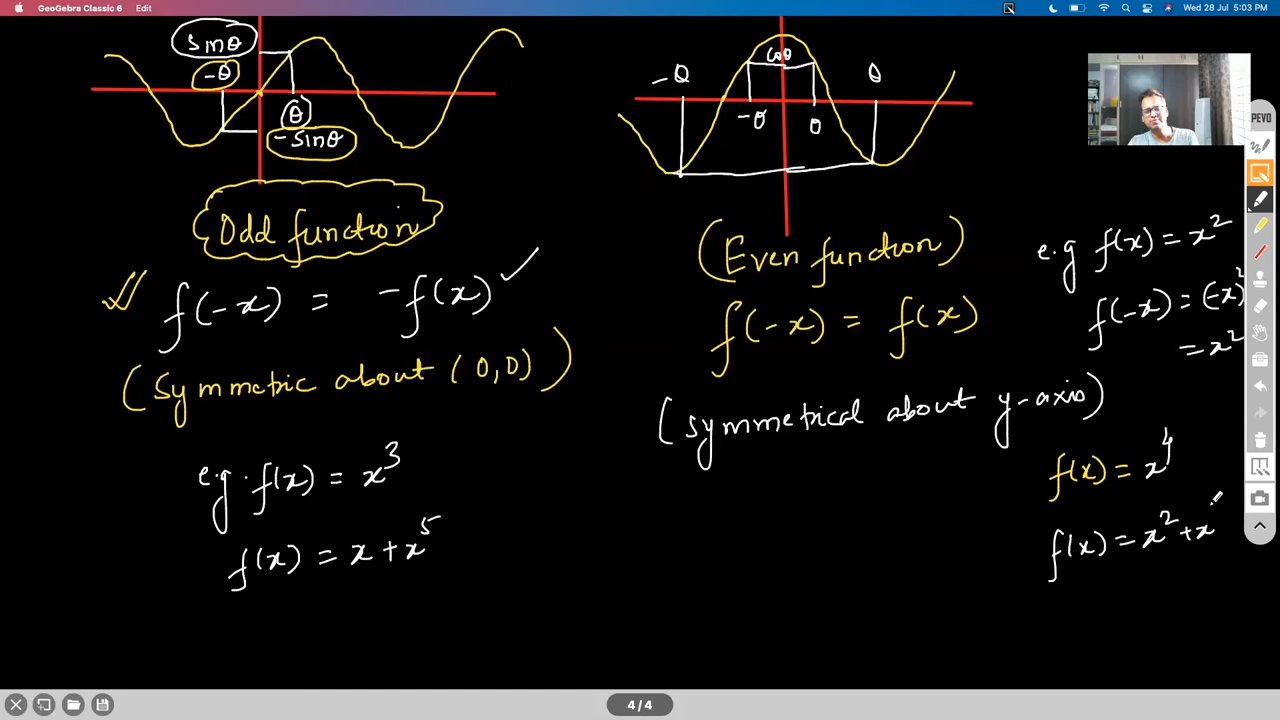 GeoGebra Classic 6 Edit Wed 28 Jul 5:03 PM
sinθ
-θ
θ
-sinθ
Odd function
f(-x) = -f(x)
(Symmetric about (0,0))
e.g. f(x) = x³
f(x) = x + x⁵
cosθ
-θ θ
-θ θ
(Even function)
f(-x) = f(x)
(Symmetrical about y-axis)
e.g f(x) = x²
f(-x) = (-x)²
= x²
f(x) = x⁴
f(x) = x² + x
PEVO
4/4